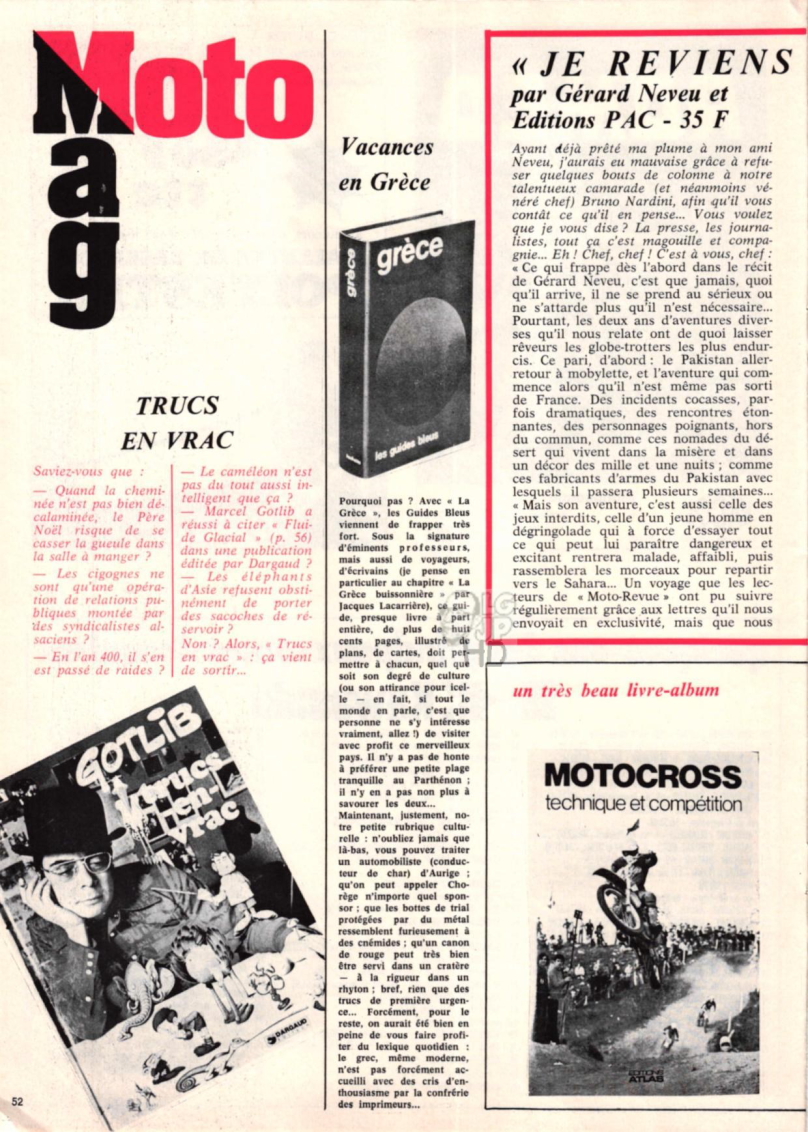 Moto
Mag
TRUCS
EN VRAC
Saviez-vous que :
— Quand la chemi-
née n'est pas bien dé-
calaminée, le Père
Noël risque de se
casser la gueule dans
la salle à manger ?
— Les cigognes ne
sont qu'une opéra-
tion de relations pu-
bliques montée par
des syndicalistes al-
saciens ?
— En l'an 400, il s'en
est passé de raides ?
— Le caméléon n'est
pas du tout aussi in-
telligent que ça ?
— Marcel Gotlib a
réussi à citer « Flui-
de Glacial » (p. 56)
dans une publication
éditée par Dargaud ?
— Les éléphants
d'Asie refusent obsti-
nément de porter
des sacoches de ré-
servoir ?
Non ? Alors, « Trucs
en vrac » : ça vient
de sortir...
GOTLIB
trucs-
en-
vrac
DARGAUD
52
Vacances
en Grèce
grèce
grèce
les guides bleus
Pourquoi pas ? Avec « La
Grèce », les Guides Bleus
viennent de frapper très
fort. Sous la signature
d'éminents professeurs,
mais aussi de voyageurs,
d'écrivains (je pense en
particulier au chapitre « La
Grèce buissonnière » de
Jacques Lacarrière), ce gui-
de, presque livre à part
entière, de plus de huit
cents pages, illustré de
plans, de cartes, doit per-
mettre à chacun, quel que
soit son degré de culture
(ou son attirance pour icel-
le — en fait, si tout le
monde en parle, c'est que
personne ne s'y intéresse
vraiment, allez !) de visiter
avec profit ce merveilleux
pays. Il n'y a pas de honte
à préférer une petite plage
tranquille au Parthénon ;
il n'y en a pas non plus à
savourer les deux...
Maintenant, justement, no-
tre petite rubrique cultu-
relle : n'oubliez jamais que
là-bas, vous pouvez traiter
un automobiliste (conduc-
teur de char) d'Aurige ;
qu'on peut appeler Cho-
rège n'importe quel spon-
sor ; que les bottes de trial
protégées par du métal
ressemblent furieusement à
des cnémides ; qu'un canon
de rouge peut très bien
être servi dans un cratère
— à la rigueur dans un
rhyton ; bref, rien que des
trucs de première urgen-
ce... Forcément, pour le
reste, on aurait été bien en
peine de vous faire profi-
ter du lexique quotidien :
le grec, même moderne,
n'est pas forcément ac-
cueilli avec des cris d'en-
thousiasme par la confrérie
des imprimeurs...
« JE REVIENS
par Gérard Neveu et
Editions PAC - 35 F
Ayant déjà prêté ma plume à mon ami
Neveu, j'aurais eu mauvaise grâce à refu-
ser quelques bouts de colonne à notre
talentueux camarade (et néanmoins vé-
néré chef) Bruno Nardini, afin qu'il vous
contât ce qu'il en pense... Vous voulez
que je vous dise ? La presse, les journa-
listes, tout ça c'est magouille et compa-
gnie... Eh ! Chef, chef ! C'est à vous, chef :
« Ce qui frappe dès l'abord dans le récit
de Gérard Neveu, c'est que jamais, quoi
qu'il arrive, il ne se prend au sérieux ou
ne s'attarde plus qu'il n'est nécessaire...
Pourtant, les deux ans d'aventures diver-
ses qu'il nous relate ont de quoi laisser
rêveurs les globe-trotters les plus endur-
cis. Ce pari, d'abord : le Pakistan aller-
retour à mobylette, et l'aventure qui com-
mence alors qu'il n'est même pas sorti
de France. Des incidents cocasses, par-
fois dramatiques, des rencontres éton-
nantes, des personnages poignants, hors
du commun, comme ces nomades du dé-
sert qui vivent dans la misère et dans
un décor des mille et une nuits ; comme
ces fabricants d'armes du Pakistan avec
lesquels il passera plusieurs semaines...
« Mais son aventure, c'est aussi celle des
jeux interdits, celle d'un jeune homme en
dégringolade qui à force d'essayer tout
ce qui peut lui paraître dangereux et
excitant rentrera malade, affaibli, puis
rassemblera les morceaux pour repartir
vers le Sahara... Un voyage que les lec-
teurs de « Moto-Revue » ont pu suivre
régulièrement grâce aux lettres qu'il nous
envoyait en exclusivité, mais que nous
un très beau livre-album
MOTOCROSS
technique et compétition
EDITIONS
ATLAS